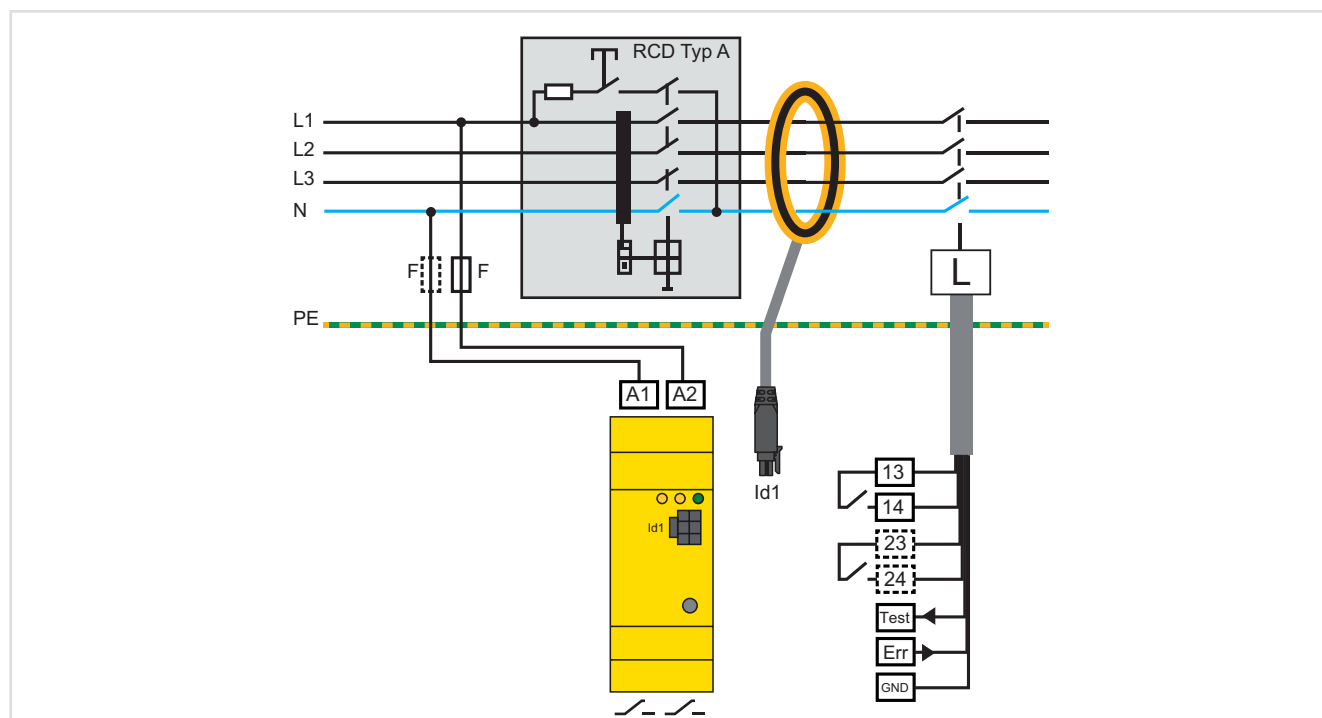 RCD Typ A
L1
L2
L3
N
F F
PE
L
A1 A2
Id1
Id1
13
14
23
24
Test
Err
GND